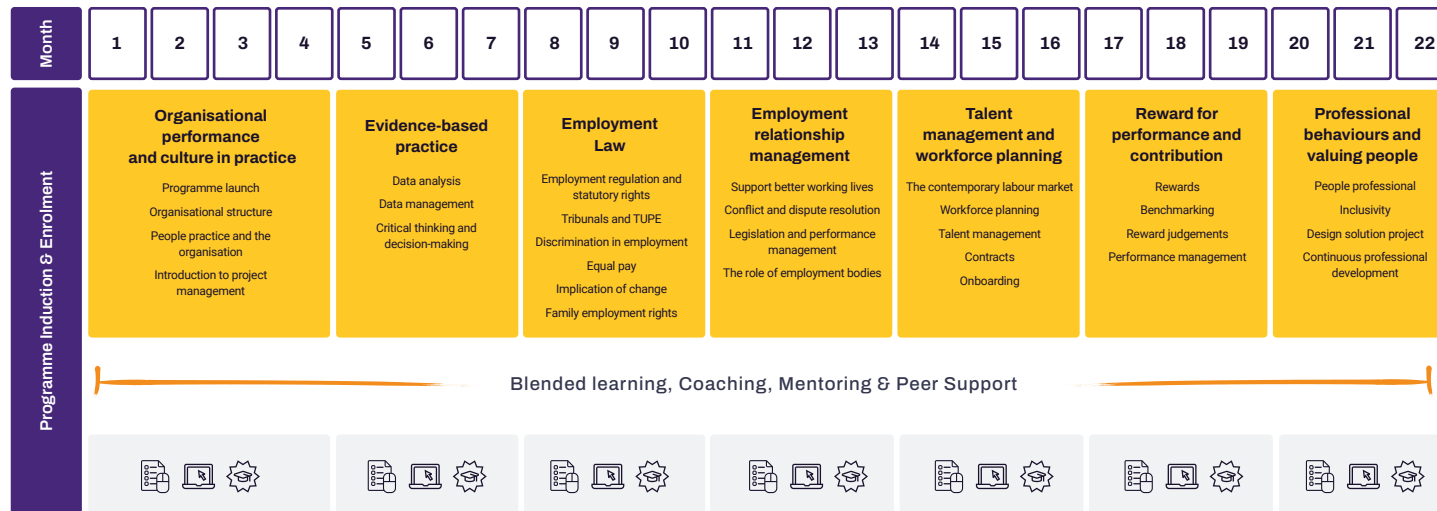 Month
1 2 3 4 5 6 7 8 9 10 11 12 13 14 15 16 17 18 19 20 21 22
Programme Induction & Enrolment
Organisational
performance
and culture in practice
Programme launch
Organisational structure
People practice and the
organisation
Introduction to project
management
Evidence-based
practice
Data analysis
Data management
Critical thinking and
decision-making
Employment
Law
Employment regulation and
statutory rights
Tribunals and TUPE
Discrimination in employment
Equal pay
Implication of change
Family employment rights
Employment
relationship
management
Support better working lives
Conflict and dispute resolution
Legislation and performance
management
The role of employment bodies
Talent
management and
workforce planning
The contemporary labour market
Workforce planning
Talent management
Contracts
Onboarding
Reward for
performance and
contribution
Rewards
Benchmarking
Reward judgements
Performance management
Professional
behaviours and
valuing people
People professional
Inclusivity
Design solution project
Continuous professional
development
Blended learning, Coaching, Mentoring & Peer Support